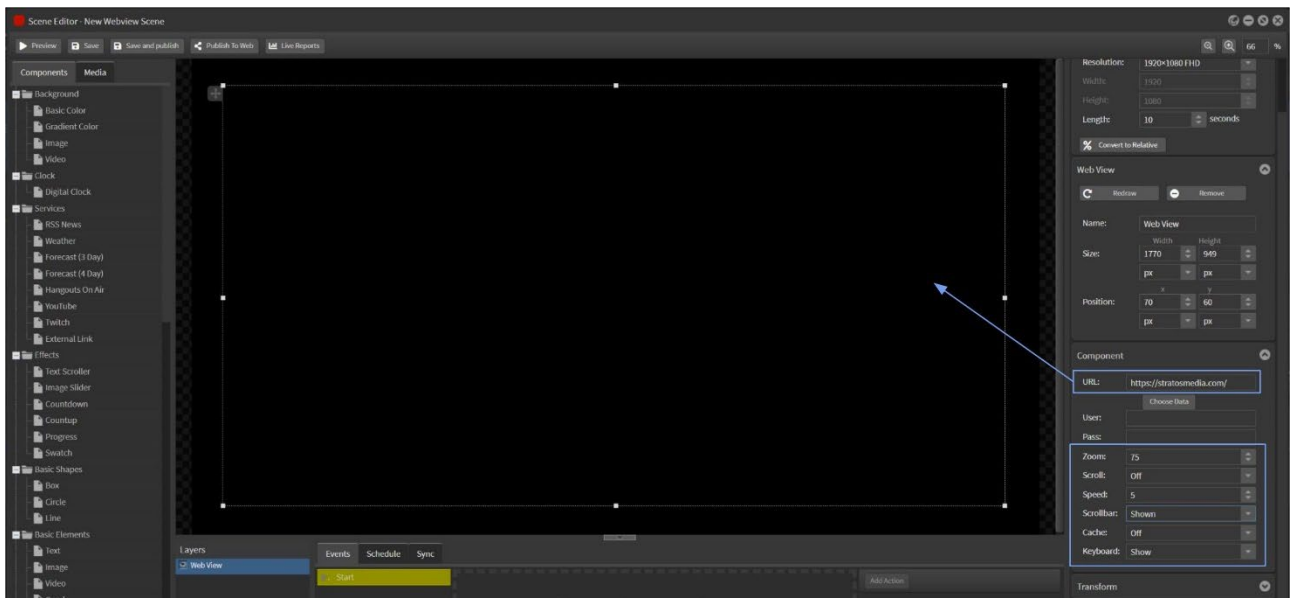 Scene Editor - New Webview Scene
Preview Save Save and publish Publish To Web Live Reports 66 %
Components Media
Background
Basic Color
Gradient Color
Image
Video
Clock
Digital Clock
Services
RSS News
Weather
Forecast (3 Day)
Forecast (4 Day)
Hangouts On Air
YouTube
Twitch
External Link
Effects
Text Scroller
Image Slider
Countdown
Countup
Progress
Swatch
Basic Shapes
Box
Circle
Line
Basic Elements
Text
Image
Video
Layers
Web View
Events Schedule Sync
Start
Add Action
Resolution: 1920×1080 FHD
Width: 1920
Height: 1080
Length: 10 seconds
Convert to Relative
Web View
Redraw Remove
Name: Web View
Width Height
Size: 1770 949
px px
x y
Position: 70 60
px px
Component
URL: https://stratosmedia.com/
Choose Data
User:
Pass:
Zoom: 75
Scroll: Off
Speed: 5
Scrollbar: Shown
Cache: Off
Keyboard: Show
Transform